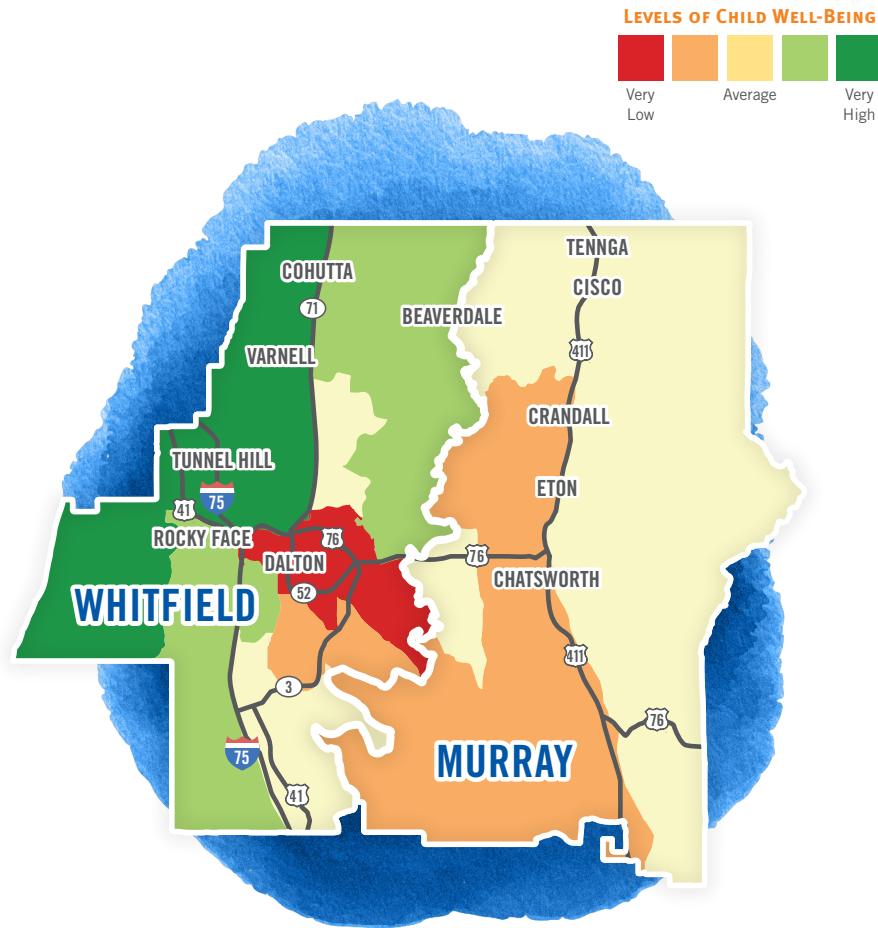 LEVELS OF CHILD WELL-BEING
Very Low
Average
Very High
TENNGA
COHUTTA
CISCO
71
BEAVERDALE
411
VARNELL
CRANDALL
TUNNEL HILL
ETON
75
41
ROCKY FACE
76
76
DALTON
CHATSWORTH
52
WHITFIELD
411
3
76
75
MURRAY
41